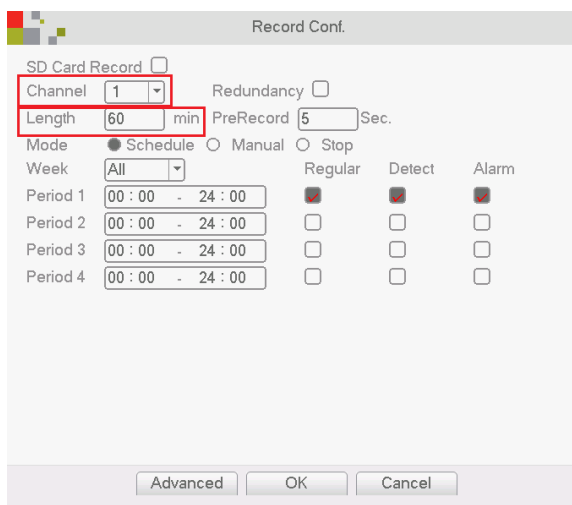 Record Conf.
SD Card Record
Channel 1 Redundancy
Length 60 min PreRecord 5 Sec.
Mode Schedule Manual Stop
Week All Regular Detect Alarm
Period 1 00 : 00 - 24 : 00
Period 2 00 : 00 - 24 : 00
Period 3 00 : 00 - 24 : 00
Period 4 00 : 00 - 24 : 00
Advanced OK Cancel